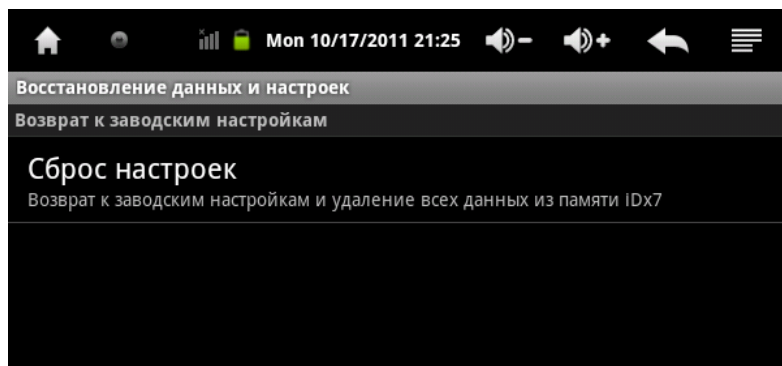 Mon 10/17/2011 21:25
Восстановление данных и настроек
Возврат к заводским настройкам
Сброс настроек
Возврат к заводским настройкам и удаление всех данных из памяти iDx7